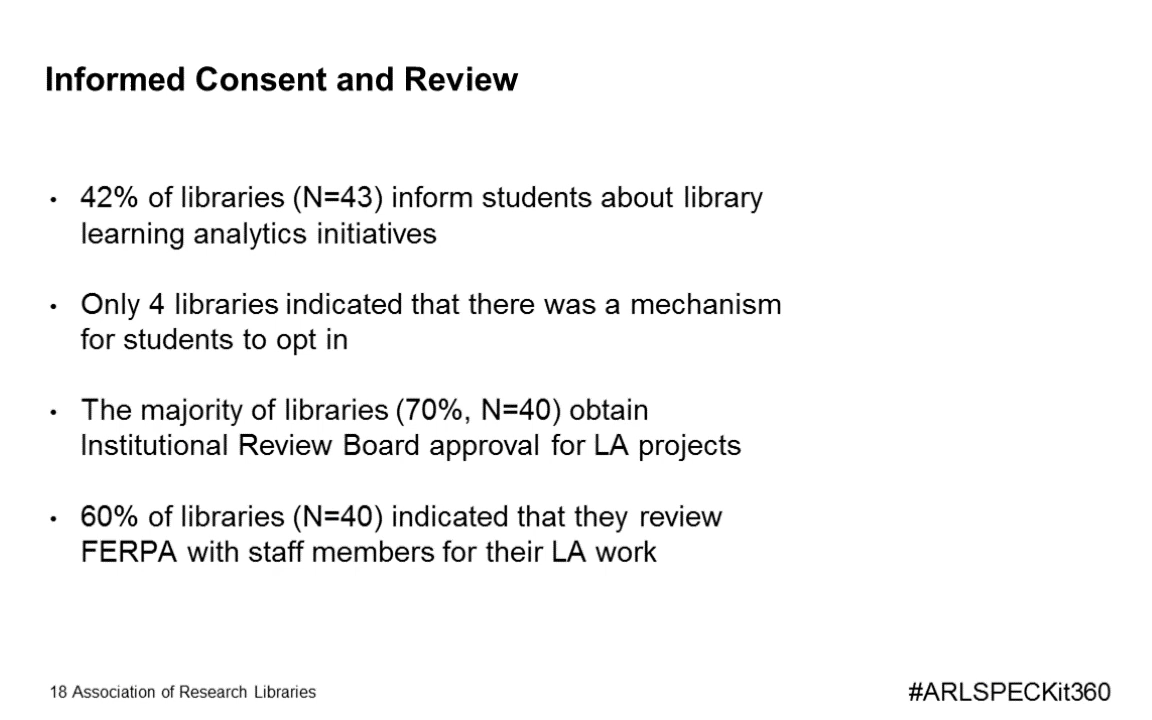 Informed Consent and Review
• 42% of libraries (N=43) inform students about library
learning analytics initiatives
• Only 4 libraries indicated that there was a mechanism
for students to opt in
• The majority of libraries (70%, N=40) obtain
Institutional Review Board approval for LA projects
• 60% of libraries (N=40) indicated that they review
FERPA with staff members for their LA work
18 Association of Research Libraries
#ARLSPECKit360